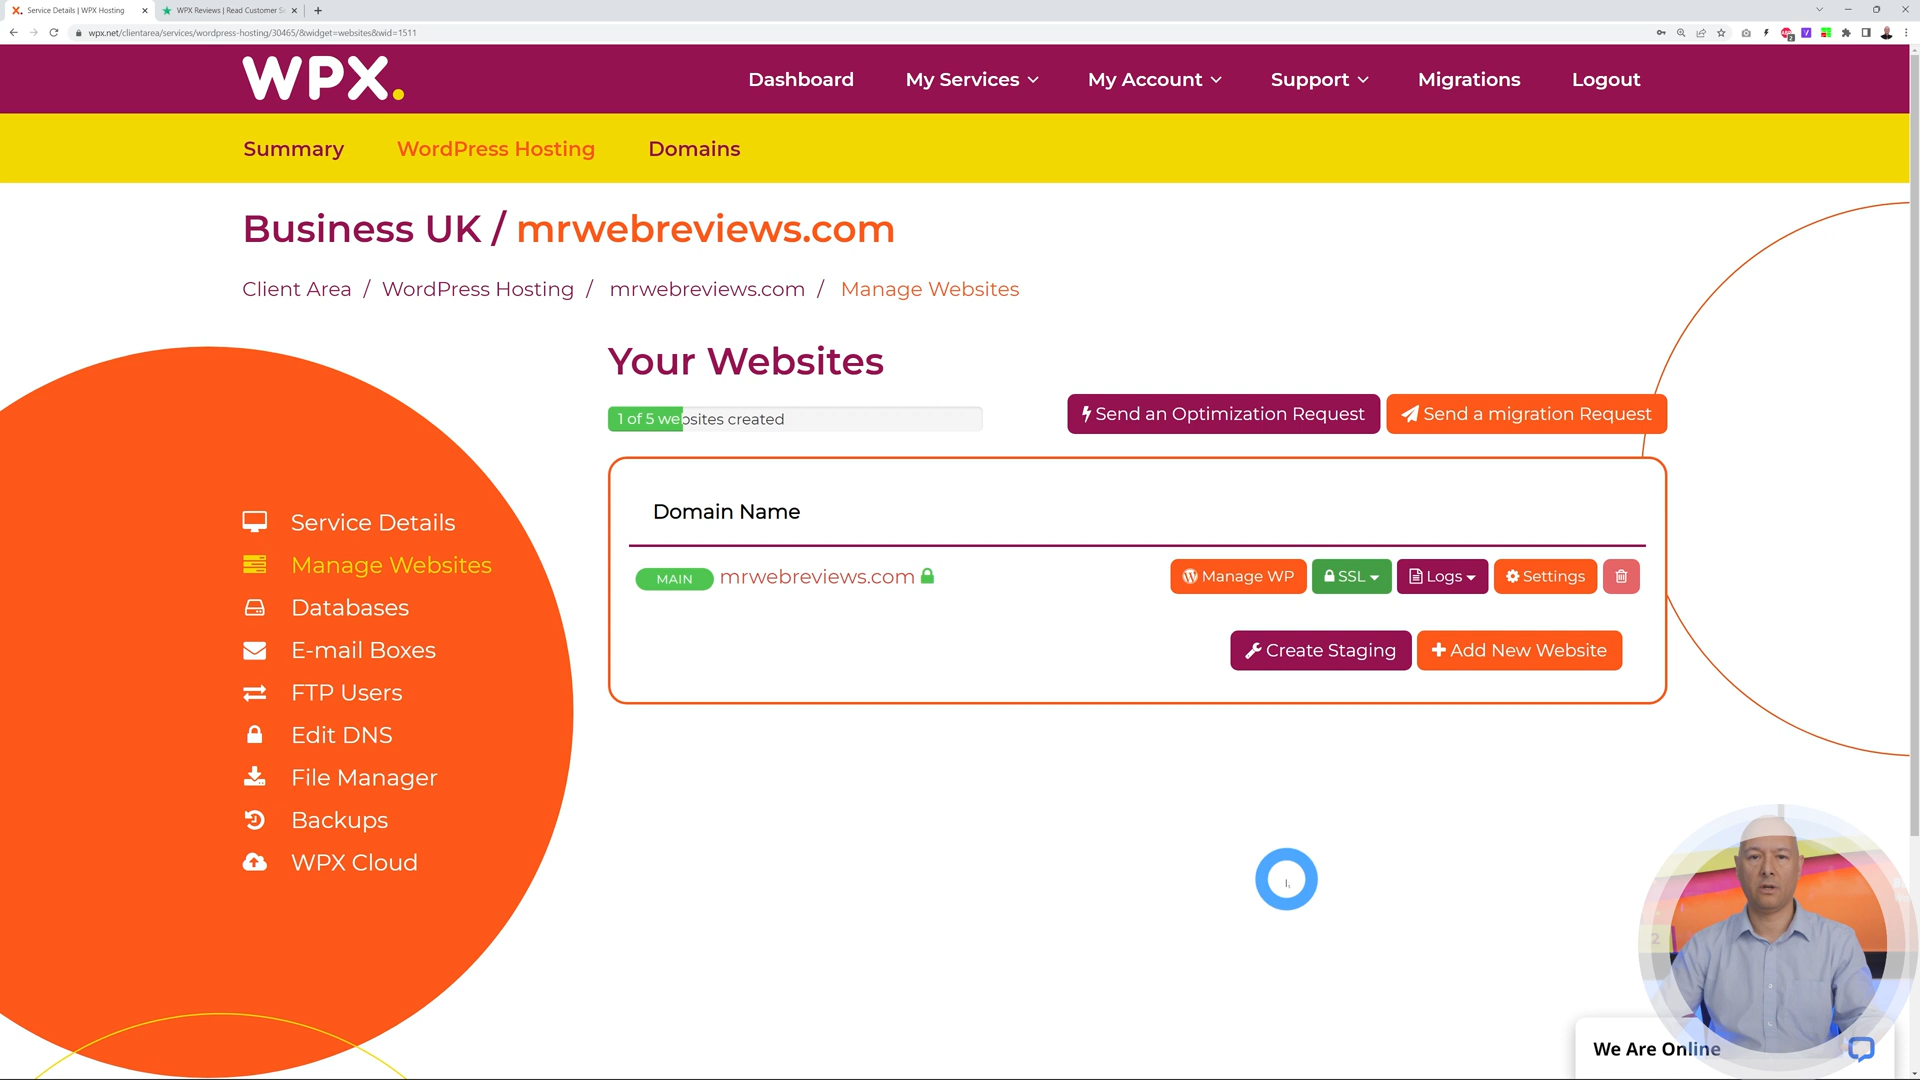 Service Details | WPX Hosting
WPX Reviews | Read Customer Se
wpx.net/clientarea/services/wordpress-hosting/30465/&widget=websites&wid=1511
WPX.
Dashboard
My Services
My Account
Support
Migrations
Logout
Summary
WordPress Hosting
Domains
Business UK / mrwebreviews.com
Client Area / WordPress Hosting / mrwebreviews.com / Manage Websites
Your Websites
1 of 5 websites created
Send an Optimization Request
Send a migration Request
Domain Name
MAIN mrwebreviews.com
Manage WP
SSL
Logs
Settings
Create Staging
Add New Website
Service Details
Manage Websites
Databases
E-mail Boxes
FTP Users
Edit DNS
File Manager
Backups
WPX Cloud
2
We Are Online